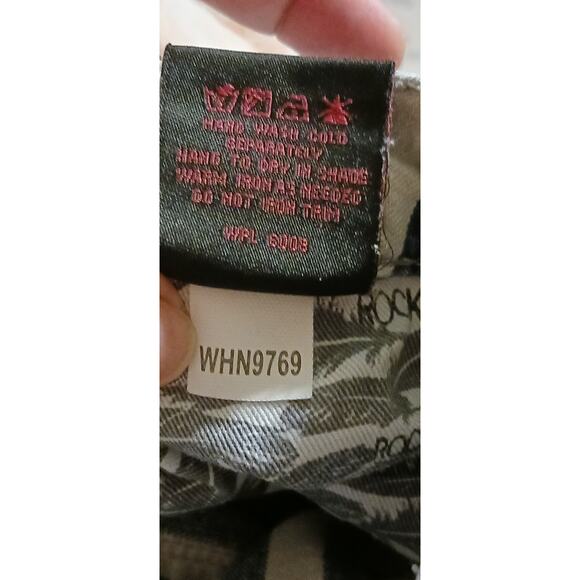 HAND WASH COLD
SEPARATELY
HANG TO DRY IN SHADE
WARM IRON AS NEEDED
DO NOT IRON TRIM
WPL 6008
ROCK
WHN9769
ROC